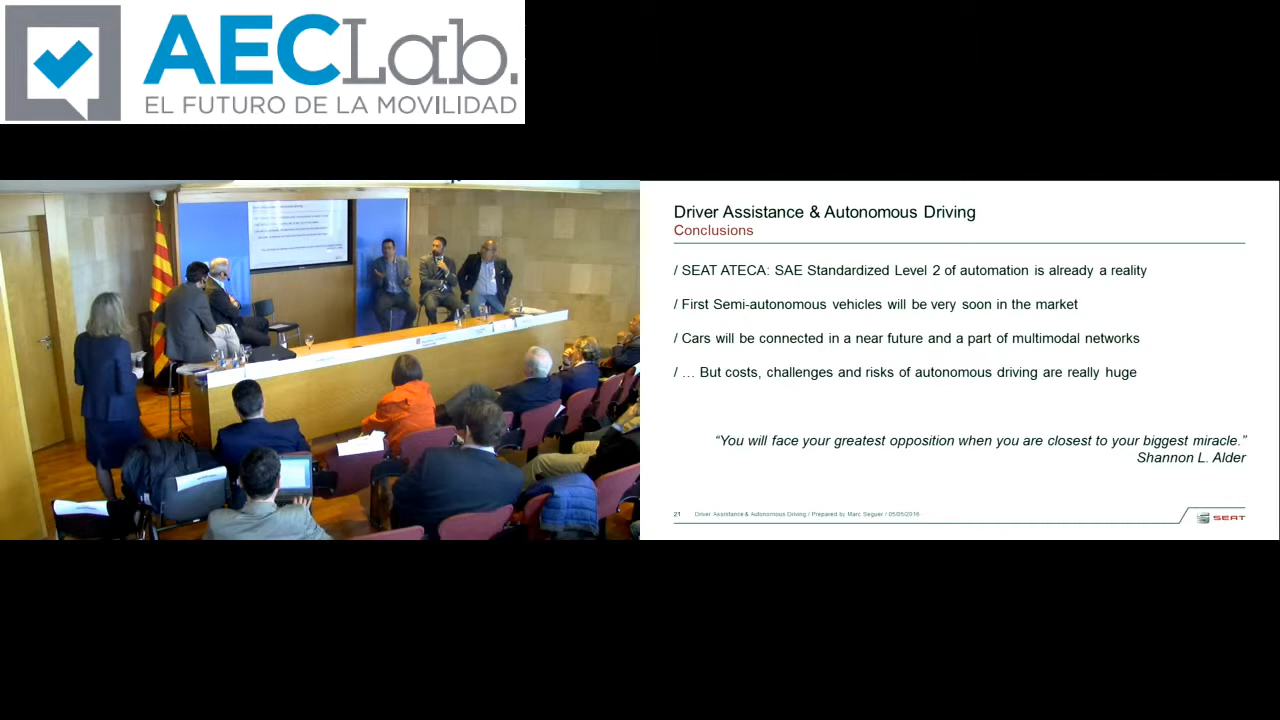 AECLab.
EL FUTURO DE LA MOVILIDAD
Driver Assistance & Autonomous Driving
Conclusions
/ SEAT ATECA: SAE Standardized Level 2 of automation is already a reality
/ First Semi-autonomous vehicles will be very soon in the market
/ Cars will be connected in a near future and a part of multimodal networks
/ … But costs, challenges and risks of autonomous driving are really huge
“You will face your greatest opposition when you are closest to your biggest miracle.”
Shannon L. Alder
21 Driver Assistance & Autonomous Driving / Prepared by Marc Seguer / 05/05/2016
SEAT